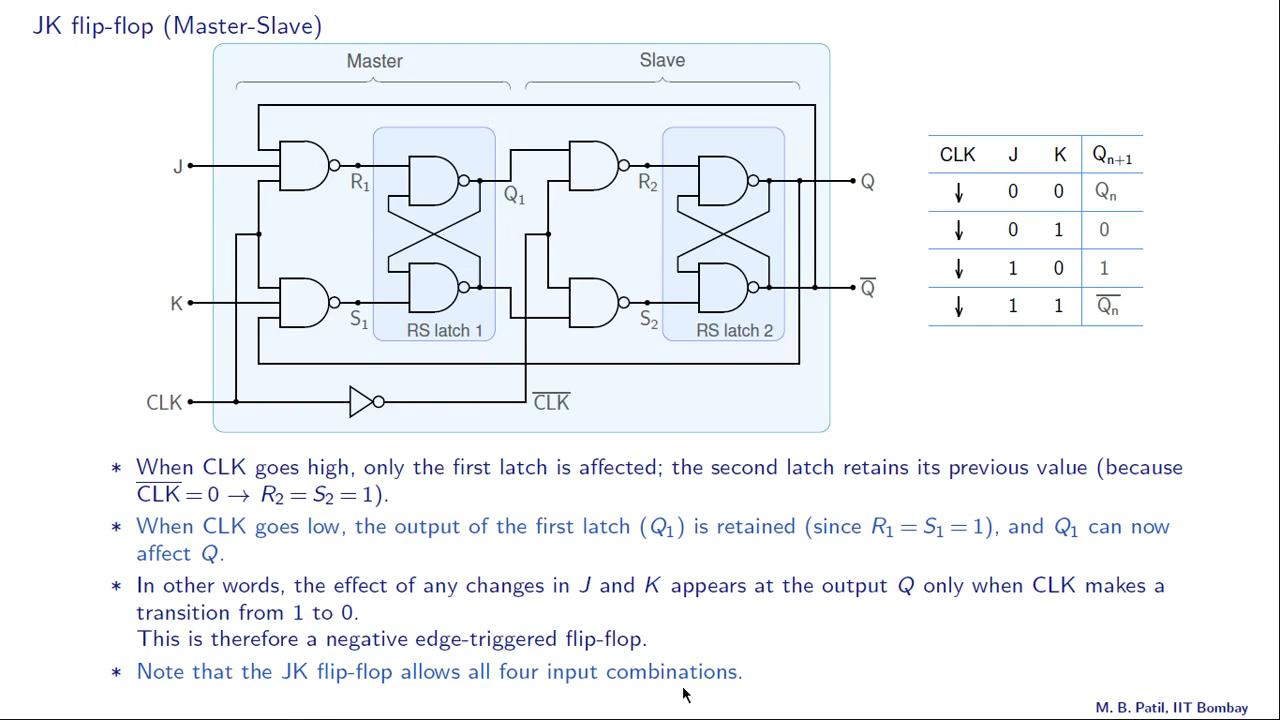 JK flip-flop (Master-Slave)
Master
Slave
J
R₁
Q₁
R₂
Q
K
S₁
RS latch 1
S₂
RS latch 2
Q̅
CLK
C̅L̅K̅
CLK J K Qₙ₊₁
↓ 0 0 Qₙ
↓ 0 1 0
↓ 1 0 1
↓ 1 1 Q̅ₙ
* When CLK goes high, only the first latch is affected; the second latch retains its previous value (because
C̅L̅K̅ = 0 → R₂ = S₂ = 1).
* When CLK goes low, the output of the first latch (Q₁) is retained (since R₁ = S₁ = 1), and Q₁ can now
affect Q.
* In other words, the effect of any changes in J and K appears at the output Q only when CLK makes a
transition from 1 to 0.
This is therefore a negative edge-triggered flip-flop.
* Note that the JK flip-flop allows all four input combinations.
M. B. Patil, IIT Bombay